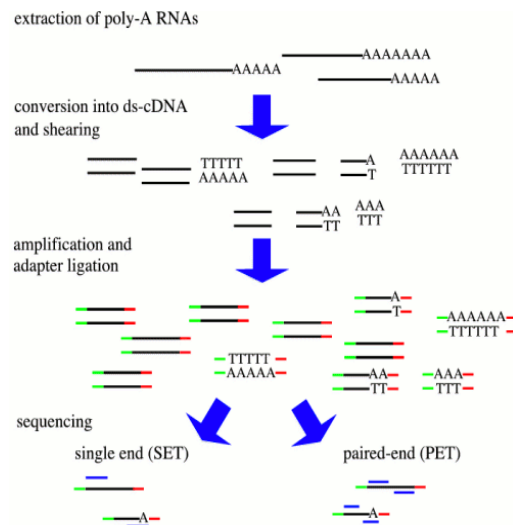 extraction of poly-A RNAs
AAAAAAA
AAAAA
AAAAA
conversion into ds-cDNA
and shearing
TTTTT
AAAAA
A
T
AAAAAA
TTTTTT
AA
TT
AAA
TTT
amplification and
adapter ligation
A
T
AAAAAA
TTTTTT
TTTTT
AAAAA
AA
TT
AAA
TTT
sequencing
single end (SET)
paired-end (PET)
A
A